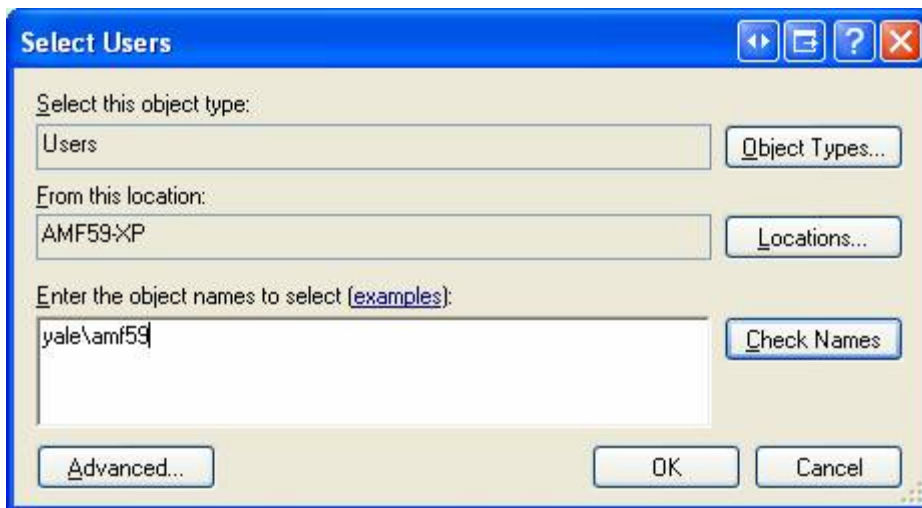 Select Users
Select this object type:
Users
Object Types...
From this location:
AMF59-XP
Locations...
Enter the object names to select (examples):
yale\amf59
Check Names
Advanced...
OK
Cancel